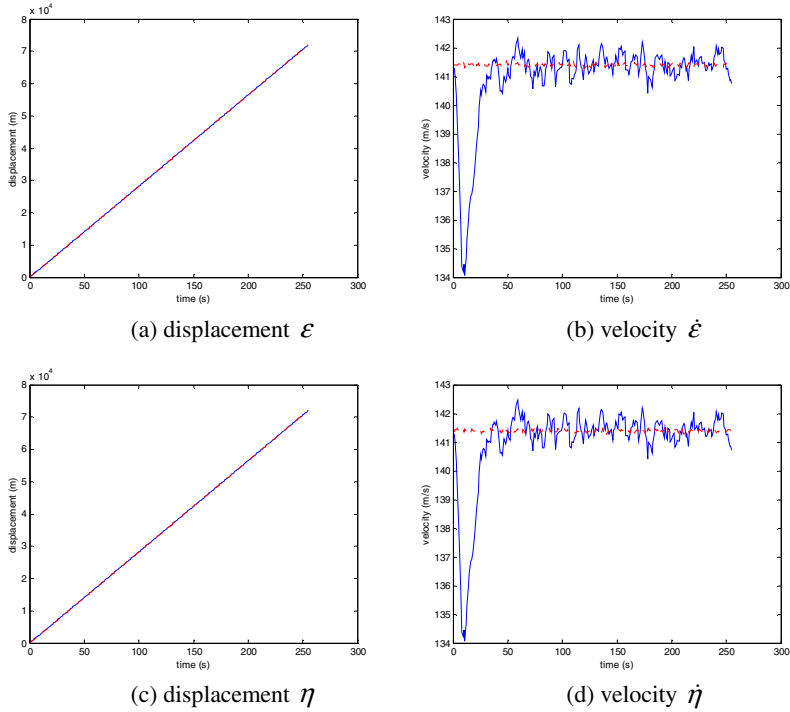 x 10⁴
8
7
6
5
4
3
2
1
0
displacement (m)
0 50 100 150 200 250 300
time (s)
(a) displacement ε
143
142
141
140
139
138
137
136
135
134
velocity (m/s)
0 50 100 150 200 250 300
time (s)
(b) velocity ε̇
x 10⁴
8
7
6
5
4
3
2
1
0
displacement (m)
0 50 100 150 200 250 300
time (s)
(c) displacement η
143
142
141
140
139
138
137
136
135
134
velocity (m/s)
0 50 100 150 200 250 300
time (s)
(d) velocity η̇